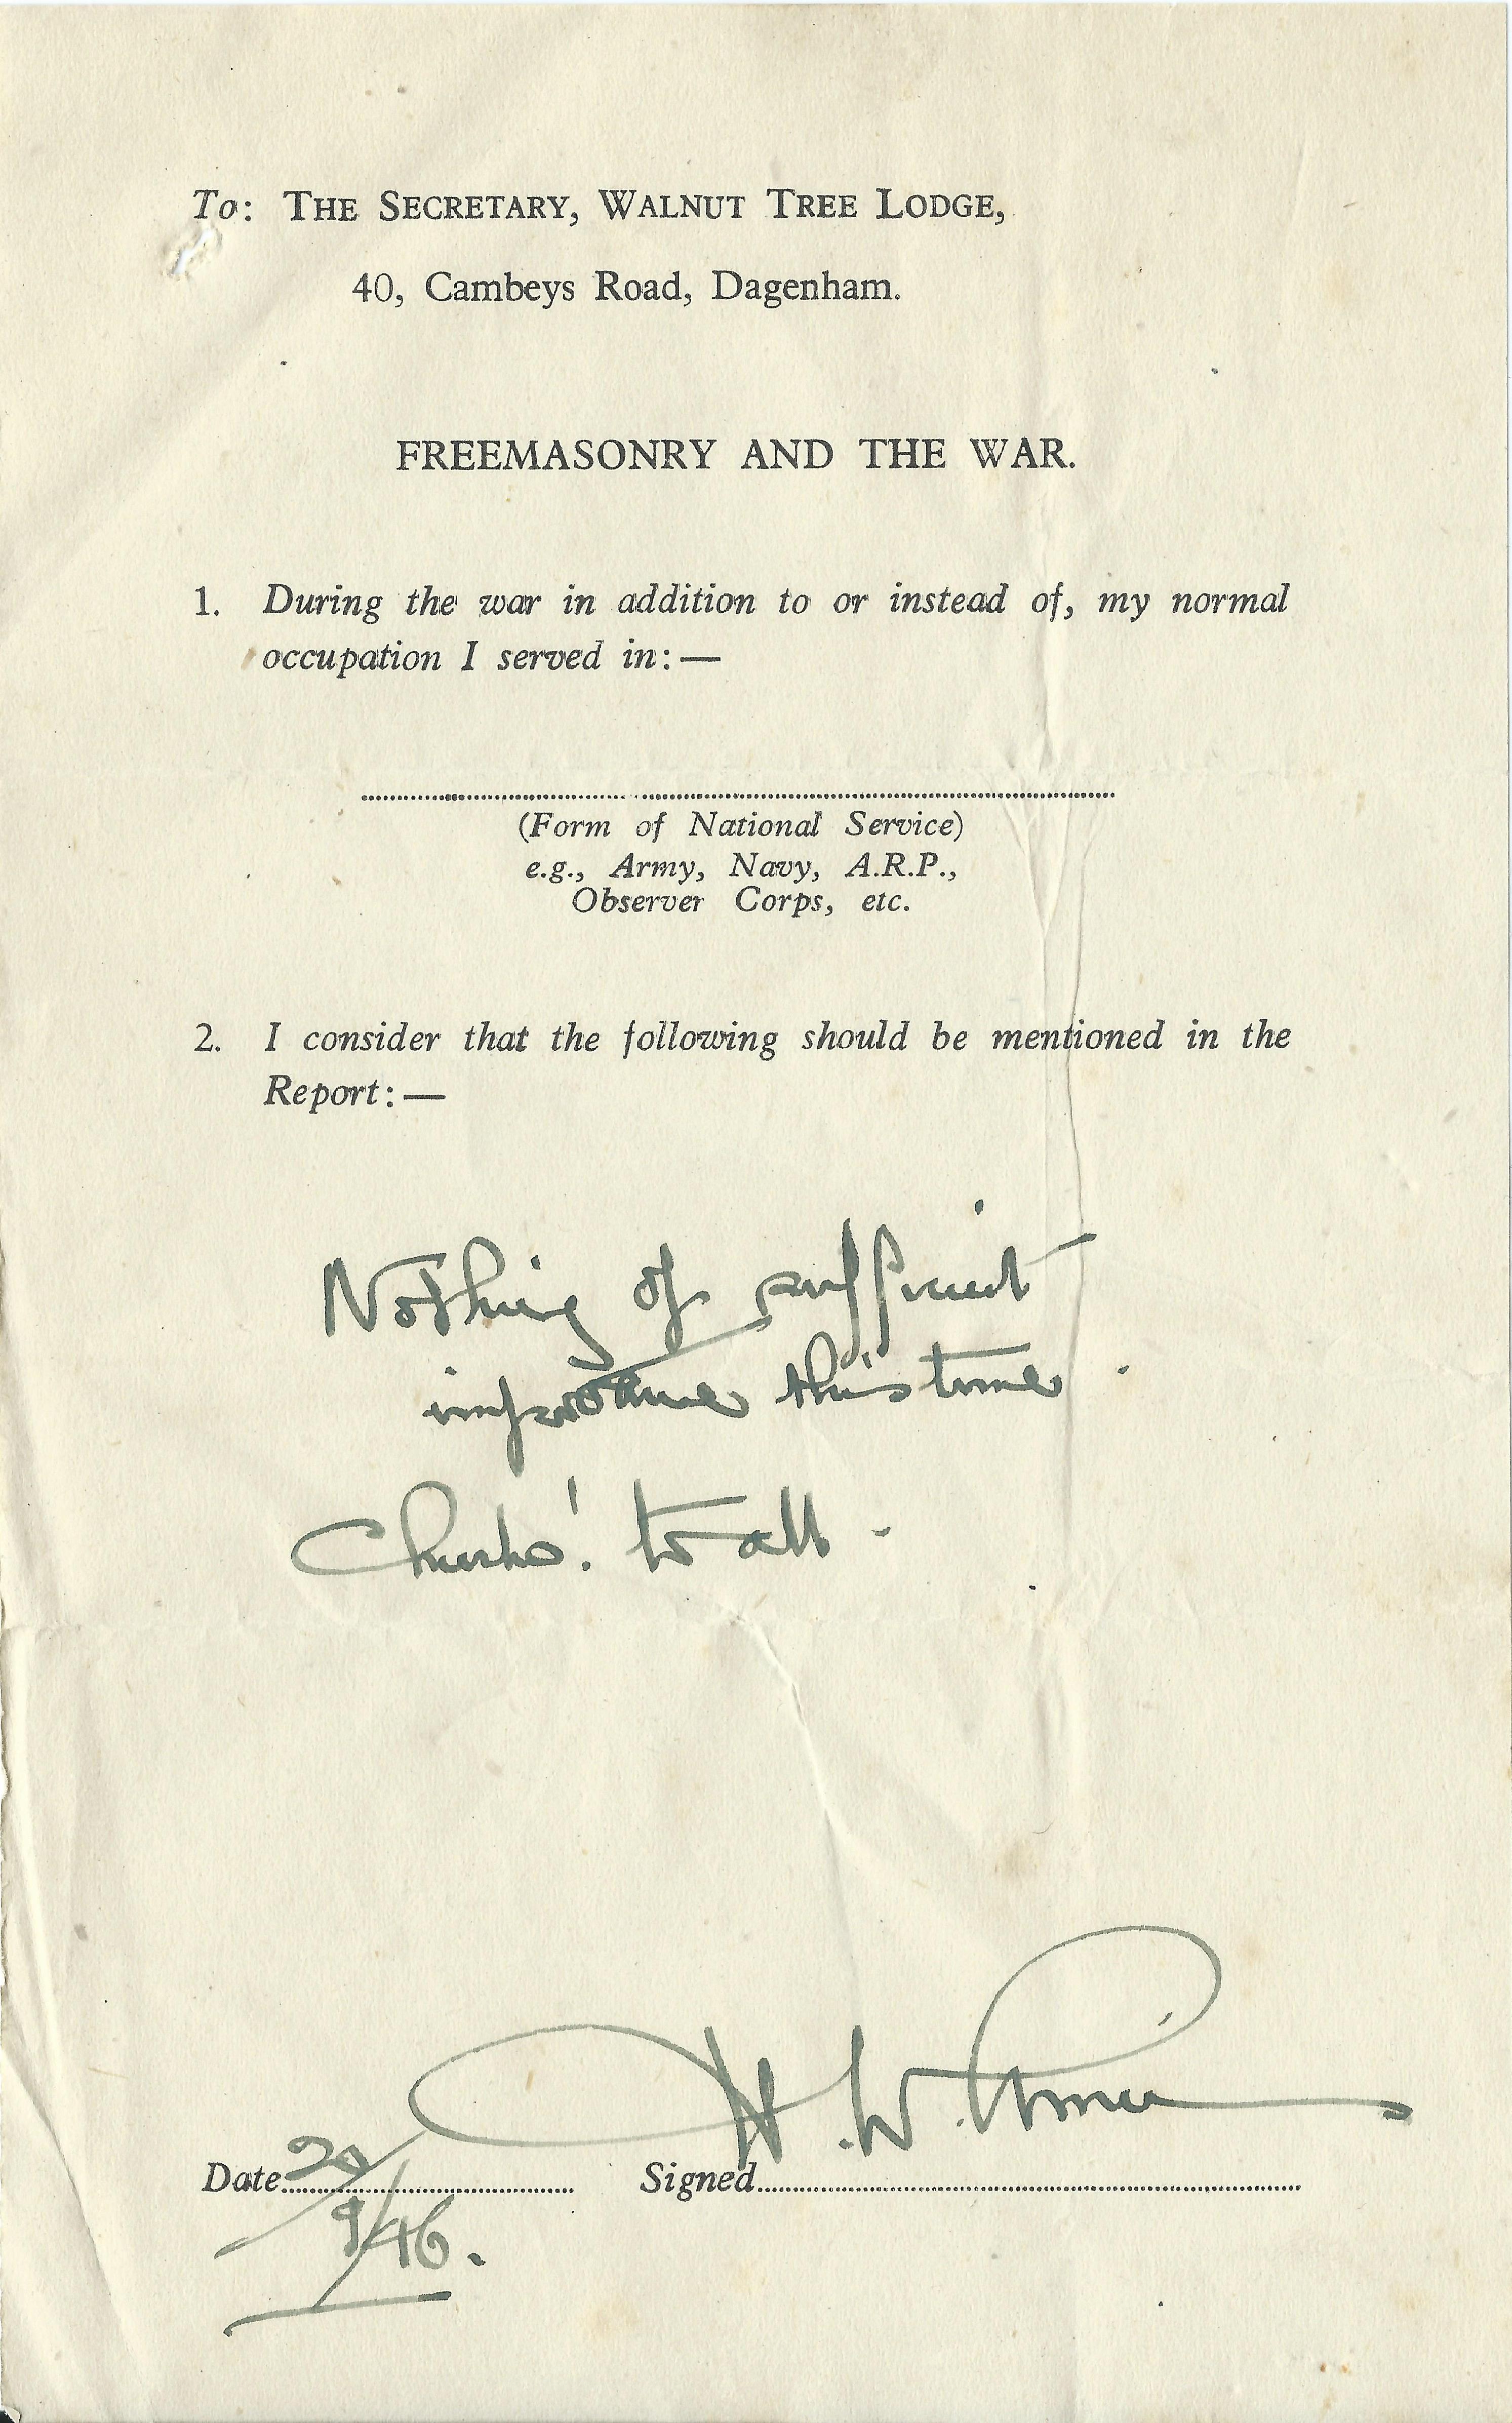 To: THE SECRETARY, WALNUT TREE LODGE,
40, Cambeys Road, Dagenham.
FREEMASONRY AND THE WAR.
1. During the war in addition to or instead of, my normal
occupation I served in:—
(Form of National Service)
e.g., Army, Navy, A.R.P.,
Observer Corps, etc.
2. I consider that the following should be mentioned in the
Report:—
Nothing of sufficient
importance this time.
to all -
Date
9/46.
Signed H. W.